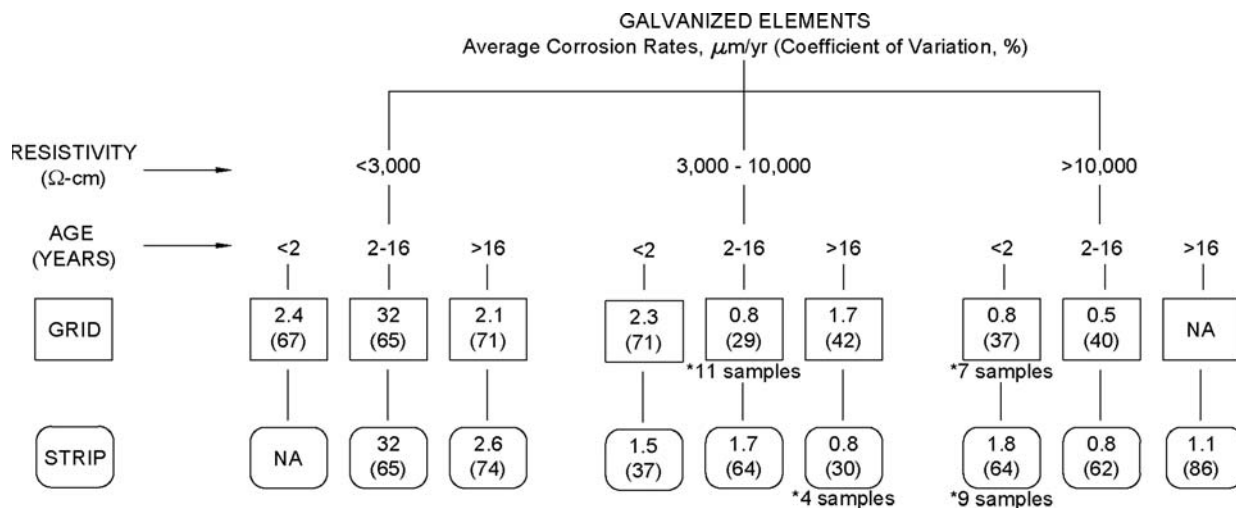 GALVANIZED ELEMENTS
Average Corrosion Rates, μm/yr (Coefficient of Variation, %)
RESISTIVITY
(Ω-cm)
<3,000
3,000 - 10,000
>10,000
AGE
(YEARS)
<2
2-16
>16
<2
2-16
>16
<2
2-16
>16
GRID
2.4
(67)
32
(65)
2.1
(71)
2.3
(71)
0.8
(29)
*11 samples
1.7
(42)
0.8
(37)
*7 samples
0.5
(40)
NA
STRIP
NA
32
(65)
2.6
(74)
1.5
(37)
1.7
(64)
0.8
(30)
*4 samples
1.8
(64)
*9 samples
0.8
(62)
1.1
(86)